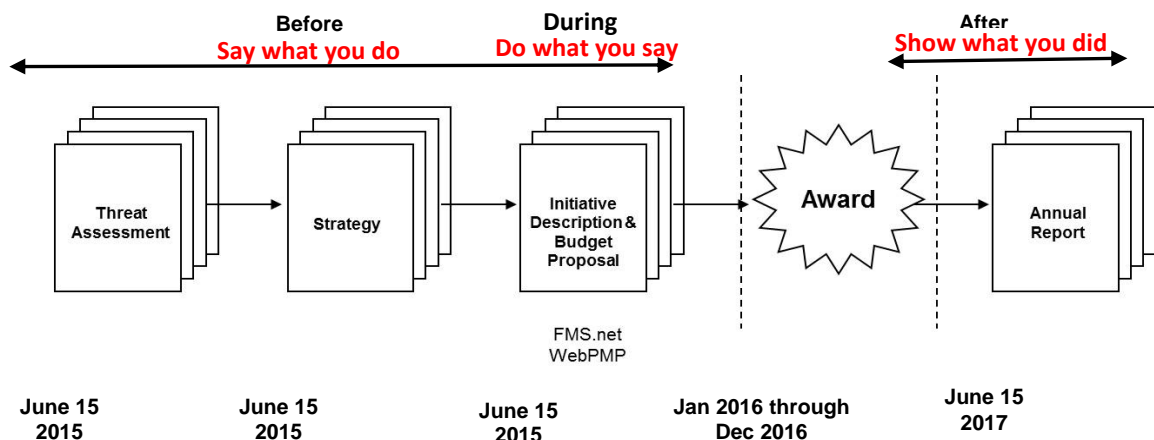 Before
Say what you do
During
Do what you say
After
Show what you did
Threat
Assessment
Strategy
Initiative
Description &
Budget
Proposal
Award
Annual
Report
FMS.net
WebPMP
June 15
2015
June 15
2015
June 15
2015
Jan 2016 through
Dec 2016
June 15
2017